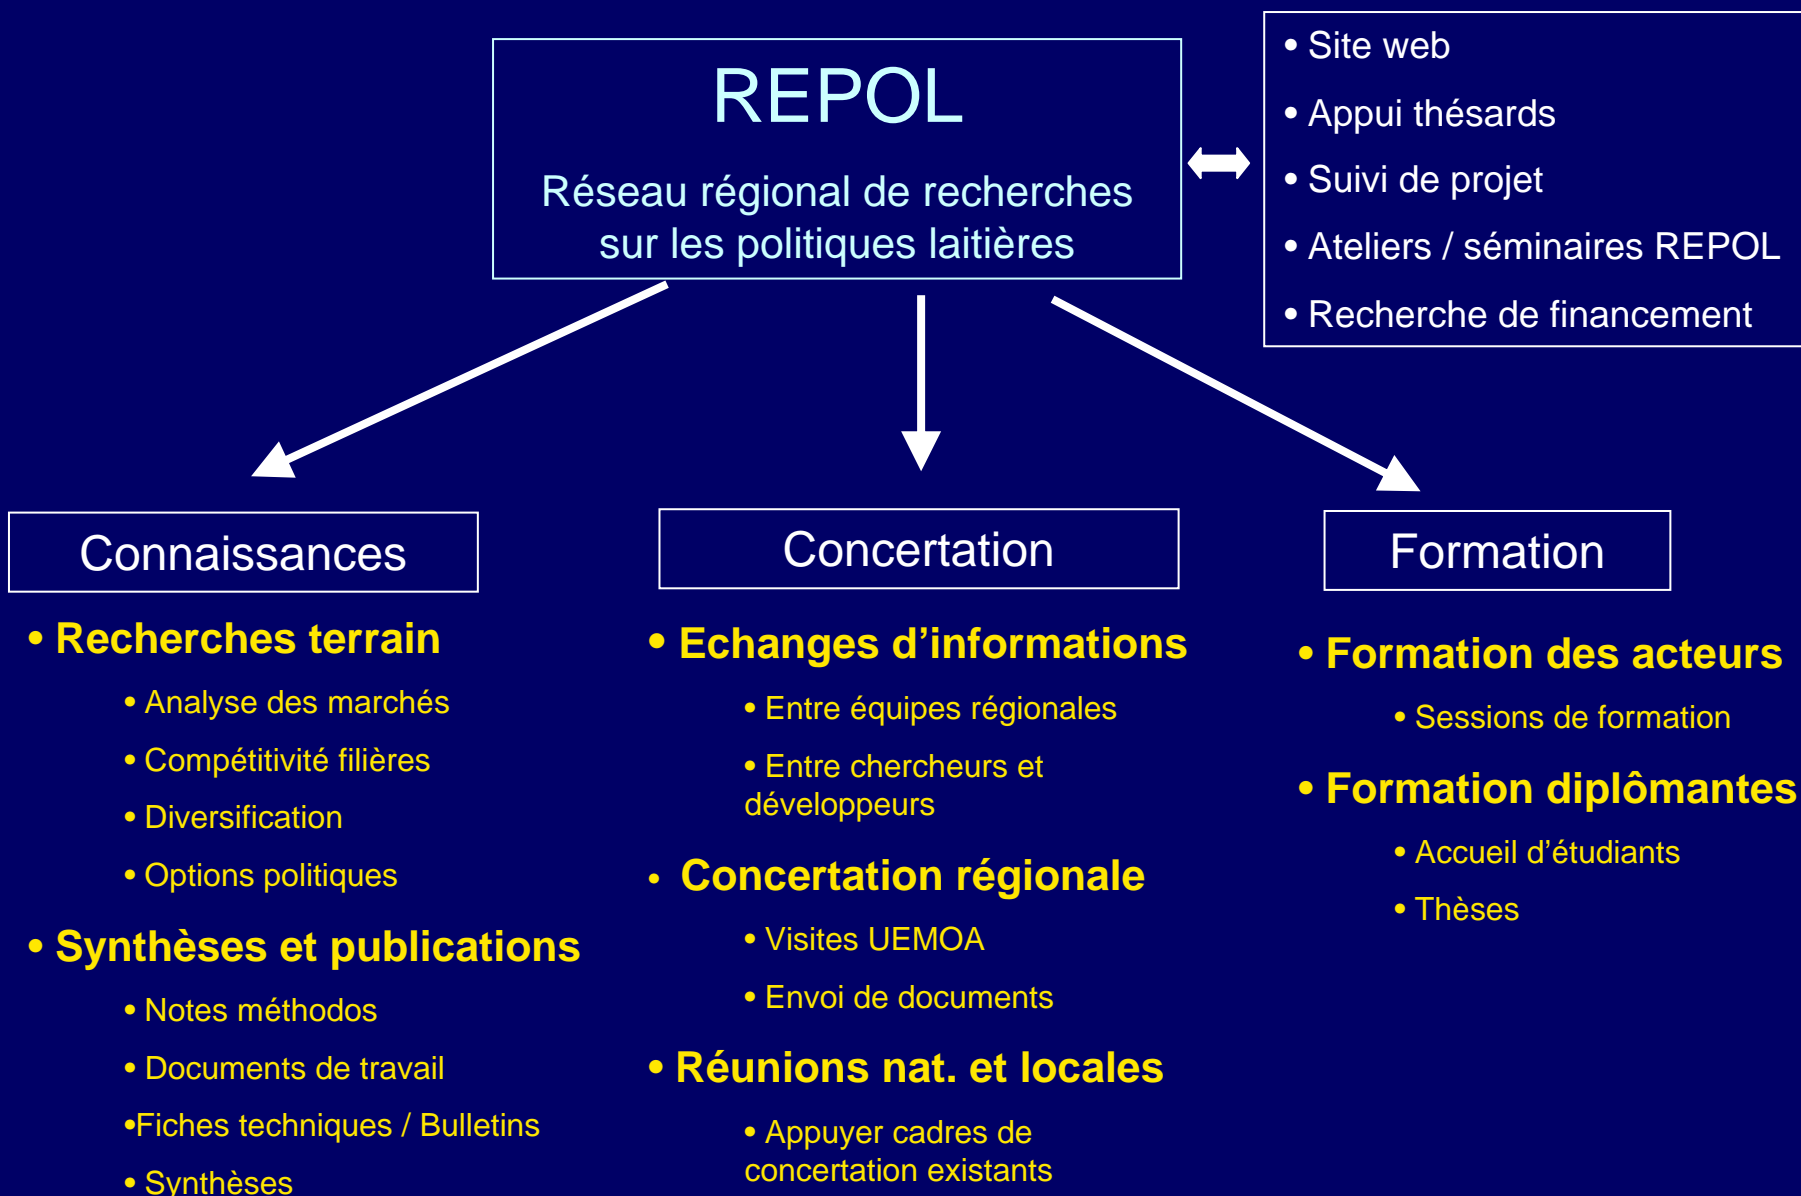 REPOL
Réseau régional de recherches
sur les politiques laitières
• Site web
• Appui thésards
• Suivi de projet
• Ateliers / séminaires REPOL
• Recherche de financement
Connaissances
• Recherches terrain
• Analyse des marchés
• Compétitivité filières
• Diversification
• Options politiques
• Synthèses et publications
• Notes méthodos
• Documents de travail
•Fiches techniques / Bulletins
• Synthèses
Concertation
• Echanges d’informations
• Entre équipes régionales
• Entre chercheurs et
développeurs
• Concertation régionale
• Visites UEMOA
• Envoi de documents
• Réunions nat. et locales
• Appuyer cadres de
concertation existants
Formation
• Formation des acteurs
• Sessions de formation
• Formation diplômantes
• Accueil d’étudiants
• Thèses